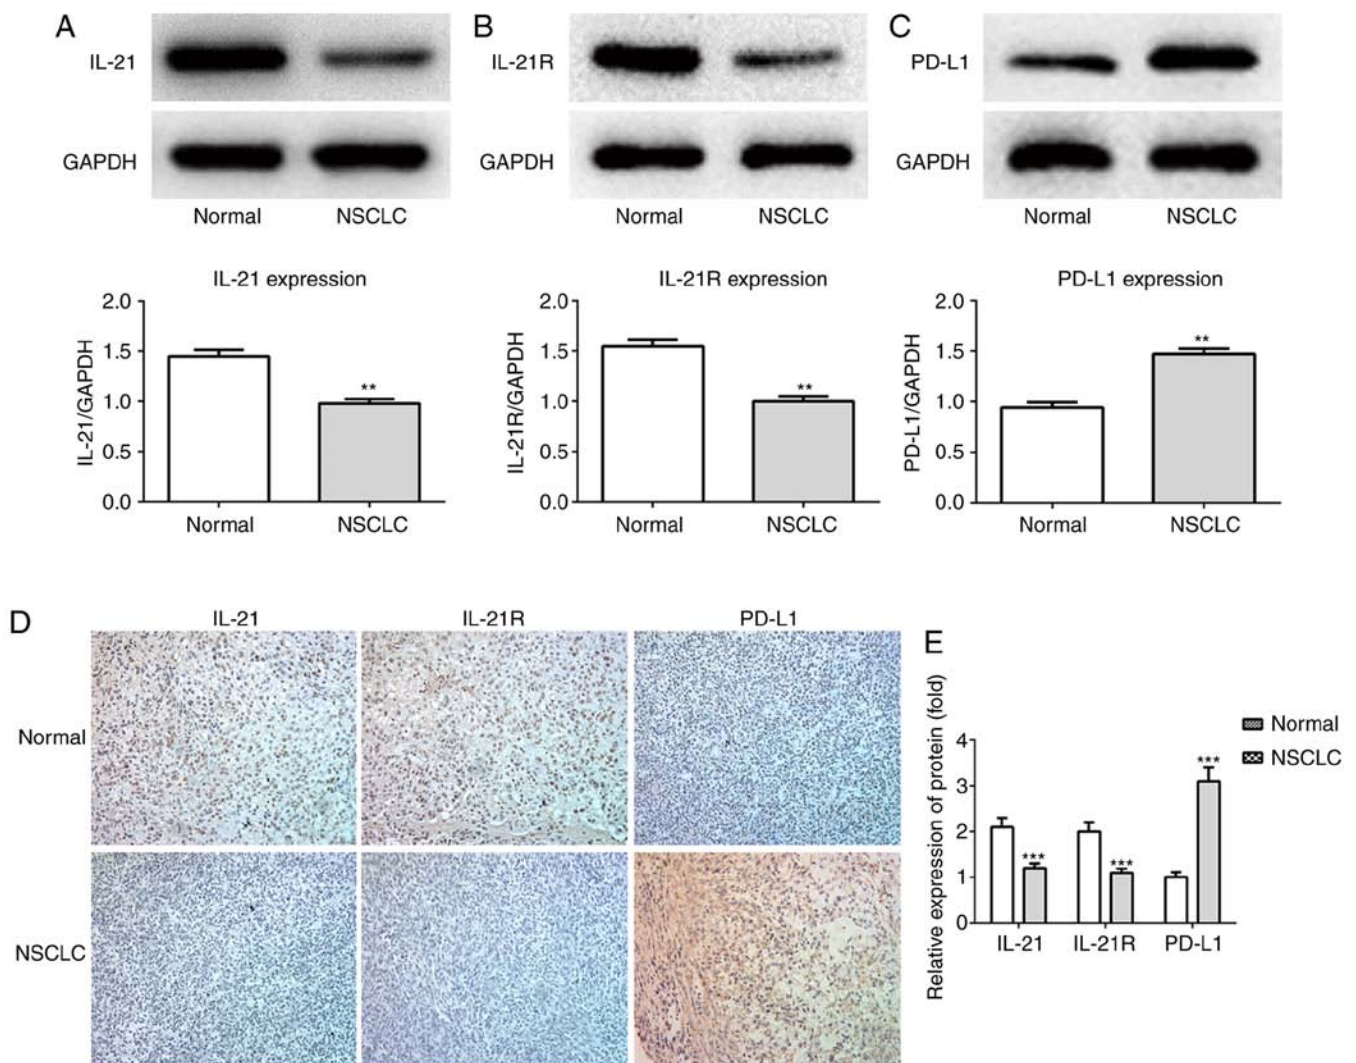 A
B
C
IL-21
IL-21R
PD-L1
GAPDH
GAPDH
GAPDH
Normal NSCLC
Normal NSCLC
Normal NSCLC
IL-21 expression
2.0
1.5
1.0
0.5
0.0
IL-21/GAPDH
**
Normal NSCLC
IL-21R expression
2.0
1.5
1.0
0.5
0.0
IL-21R/GAPDH
**
Normal NSCLC
PD-L1 expression
2.0
1.5
1.0
0.5
0.0
PD-L1/GAPDH
**
Normal NSCLC
D
IL-21 IL-21R PD-L1
Normal
NSCLC
E
Relative expression of protein (fold)
4
3
2
1
0
***
***
***
IL-21 IL-21R PD-L1
Normal
NSCLC